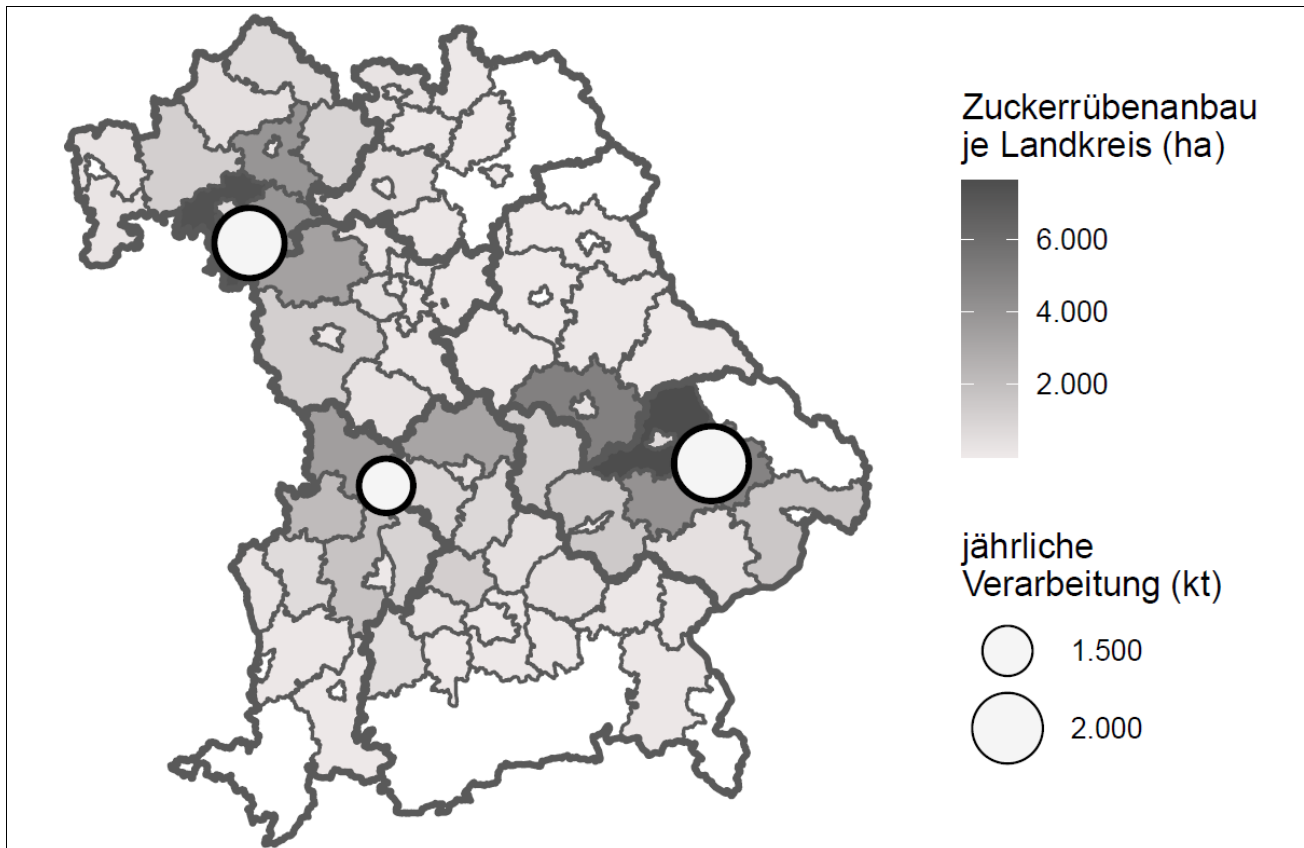 Zuckerrübenanbau
je Landkreis (ha)
6.000
4.000
2.000
jährliche
Verarbeitung (kt)
1.500
2.000